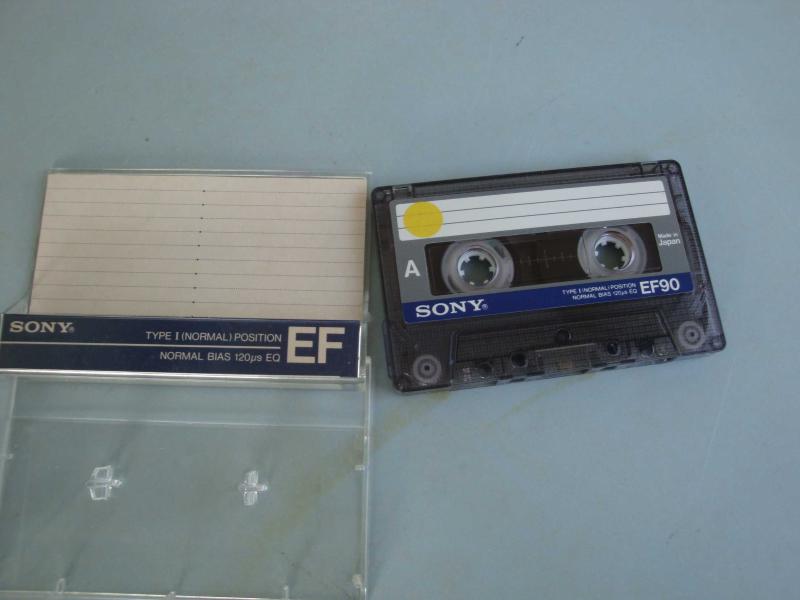 SONY®
TYPE I (NORMAL) POSITION
NORMAL BIAS 120µs EQ
EF
A
Made in
Japan
SONY®
TYPE I (NORMAL) POSITION
NORMAL BIAS 120µs EQ
EF90